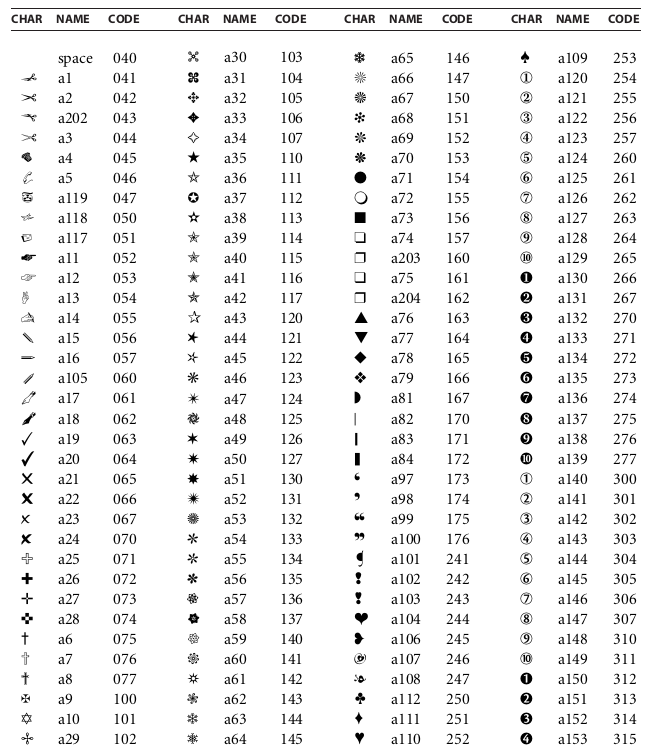 CHAR NAME CODE CHAR NAME CODE CHAR NAME CODE CHAR NAME CODE
space 040 ✣ a30 103 ❄ a65 146 ♠ a109 253
✁ a1 041 ✤ a31 104 ☼ a66 147 ① a120 254
✂ a2 042 ✥ a32 105 ❆ a67 150 ② a121 255
✃ a202 043 ✦ a33 106 ❇ a68 151 ③ a122 256
✄ a3 044 ✧ a34 107 ❈ a69 152 ④ a123 257
☎ a4 045 ★ a35 110 ❋ a70 153 ⑤ a124 260
✆ a5 046 ✩ a36 111 ● a71 154 ⑥ a125 261
✇ a119 047 ✪ a37 112 ❍ a72 155 ⑦ a126 262
✈ a118 050 ✫ a38 113 ■ a73 156 ⑧ a127 263
✉ a117 051 ✬ a39 114 ❏ a74 157 ⑨ a128 264
☛ a11 052 ✭ a40 115 ❐ a203 160 ⑩ a129 265
☞ a12 053 ✮ a41 116 ❑ a75 161 ❶ a130 266
✌ a13 054 ✯ a42 117 ❒ a204 162 ❷ a131 267
✍ a14 055 ✰ a43 120 ▲ a76 163 ❸ a132 270
✎ a15 056 ✱ a44 121 ▼ a77 164 ❹ a133 271
✏ a16 057 ✲ a45 122 ◆ a78 165 ❺ a134 272
✐ a105 060 ✳ a46 123 ❖ a79 166 ❻ a135 273
✑ a17 061 ✴ a47 124 ◗ a81 167 ❼ a136 274
✒ a18 062 ✵ a48 125 ❘ a82 170 ❽ a137 275
✓ a19 063 ✶ a49 126 ❙ a83 171 ❾ a138 276
✔ a20 064 ✷ a50 127 ❚ a84 172 ❿ a139 277
✕ a21 065 ✸ a51 130 ❛ a97 173 ① a140 300
✖ a22 066 ✹ a52 131 ❜ a98 174 ② a141 301
✗ a23 067 ✺ a53 132 ❝ a99 175 ③ a142 302
✘ a24 070 ✻ a54 133 ❞ a100 176 ④ a143 303
✙ a25 071 ✼ a55 134 ❡ a101 241 ⑤ a144 304
✚ a26 072 ✽ a56 135 ❢ a102 242 ⑥ a145 305
✛ a27 073 ✾ a57 136 ❣ a103 243 ⑦ a146 306
✜ a28 074 ✿ a58 137 ❤ a104 244 ⑧ a147 307
✝ a6 075 ❀ a59 140 ❥ a106 245 ⑨ a148 310
✞ a7 076 ❁ a60 141 ❦ a107 246 ⑩ a149 311
✟ a8 077 ☼ a61 142 ❧ a108 247 ❶ a150 312
✠ a9 100 ❃ a62 143 ♣ a112 250 ❷ a151 313
✡ a10 101 ❄ a63 144 ♦ a111 251 ❸ a152 314
✢ a29 102 ❅ a64 145 ♥ a110 252 ❹ a153 315